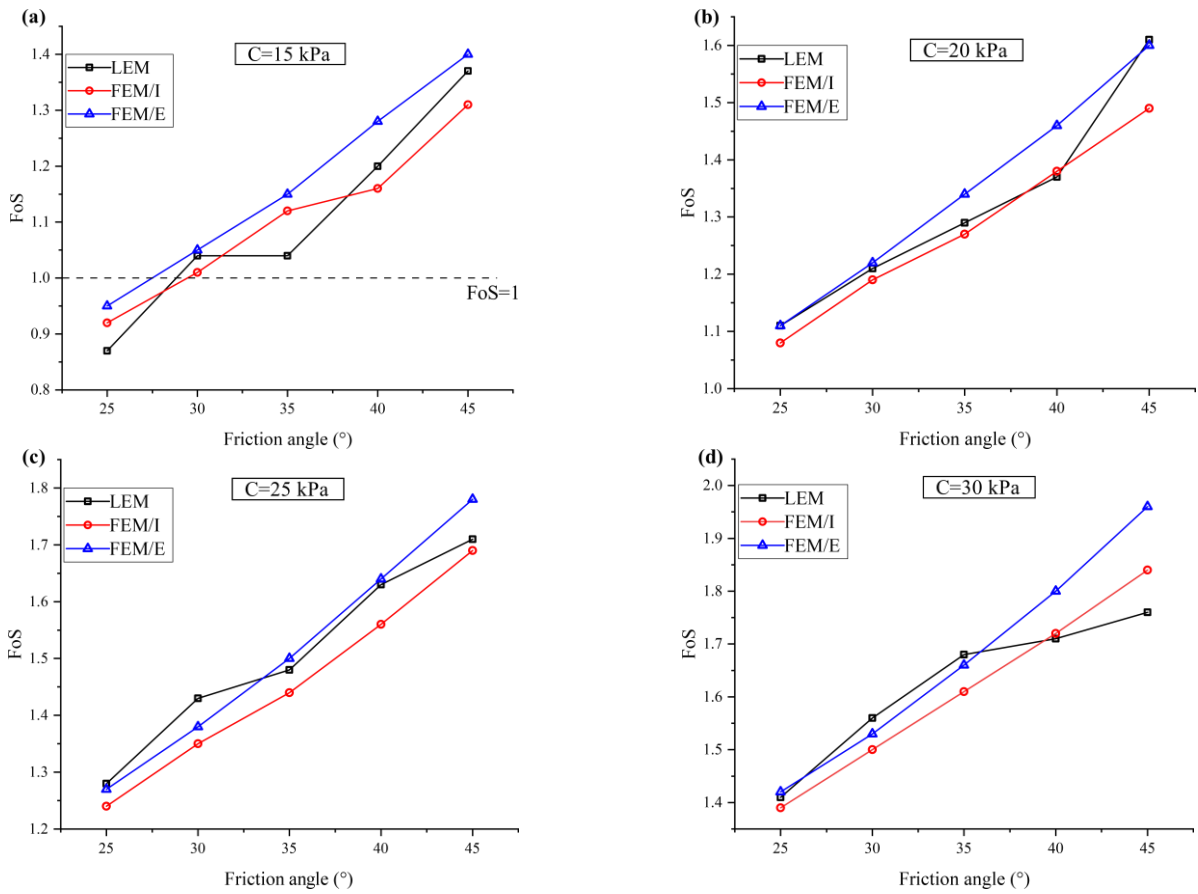 (a)
C=15 kPa
LEM
FEM/I
FEM/E
1.4
1.3
1.2
1.1
1.0
0.9
0.8
FoS
FoS=1
25 30 35 40 45
Friction angle (°)
(b)
C=20 kPa
LEM
FEM/I
FEM/E
1.6
1.5
1.4
1.3
1.2
1.1
1.0
FoS
25 30 35 40 45
Friction angle (°)
(c)
C=25 kPa
LEM
FEM/I
FEM/E
1.8
1.7
1.6
1.5
1.4
1.3
1.2
FoS
25 30 35 40 45
Friction angle (°)
(d)
C=30 kPa
LEM
FEM/I
FEM/E
2.0
1.9
1.8
1.7
1.6
1.5
1.4
FoS
25 30 35 40 45
Friction angle (°)